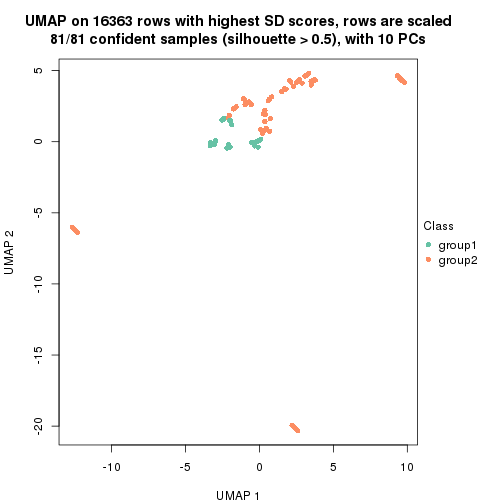 UMAP on 16363 rows with highest SD scores, rows are scaled
81/81 confident samples (silhouette > 0.5), with 10 PCs
5
0
-5
-10
-15
-20
UMAP 2
-10
-5
0
5
10
UMAP 1
Class
group1
group2